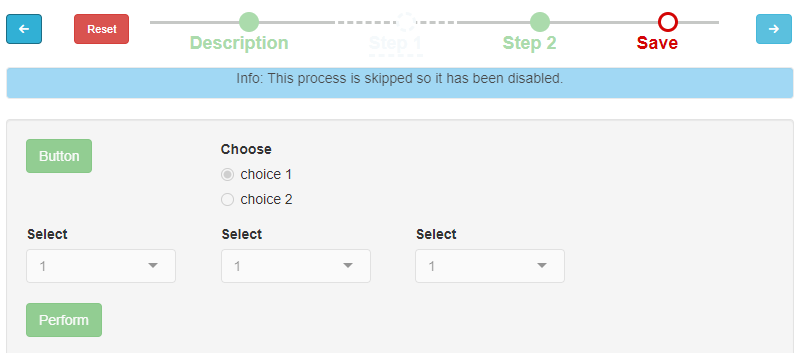 Reset
Description
Step 1
Step 2
Save
Info: This process is skipped so it has been disabled.
Button
Choose
choice 1
choice 2
Select Select Select
1 1 1
Perform